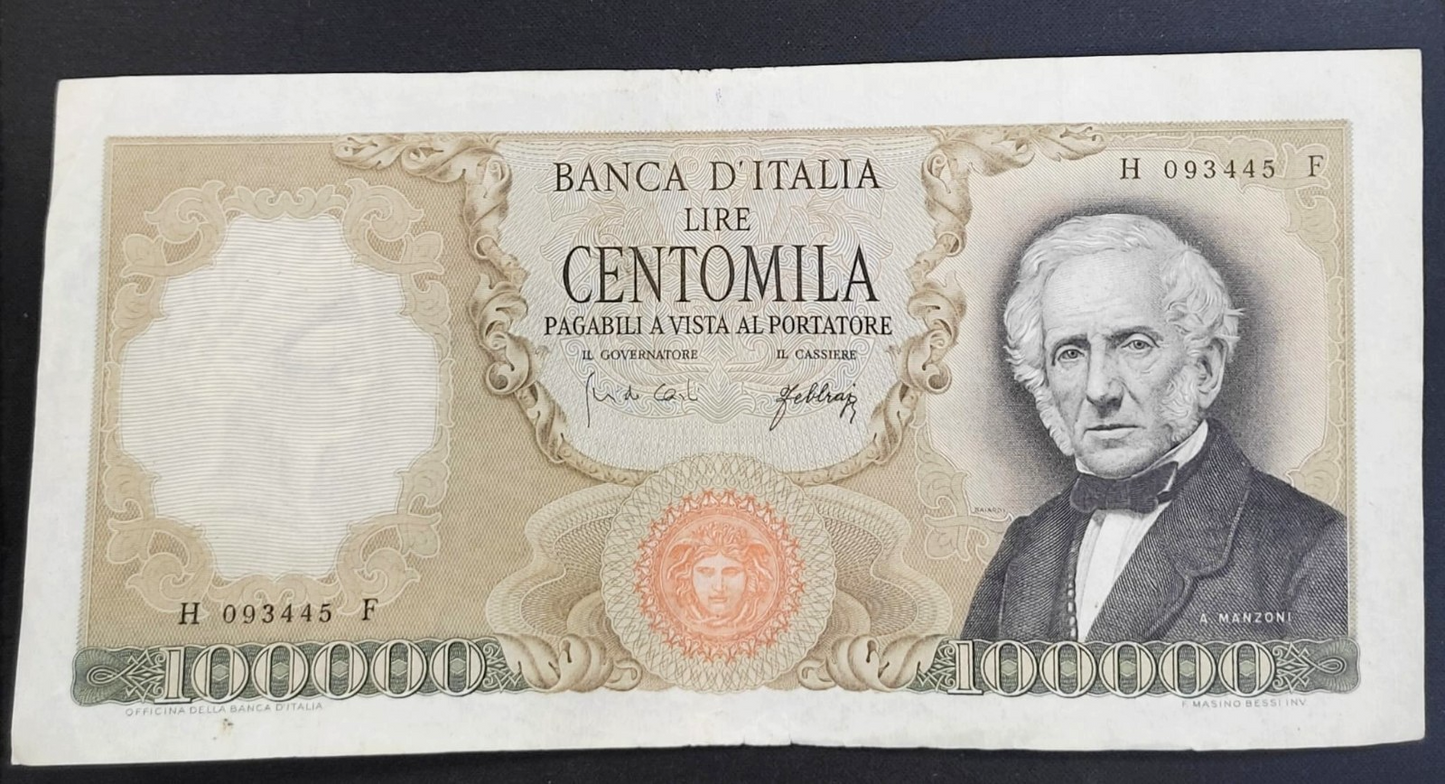 BANCA D'ITALIA
H 093445 F
LIRE
CENTOMILA
PAGABILI A VISTA AL PORTATORE
IL GOVERNATORE IL CASSIERE
BAIARDI
H 093445 F
A. MANZONI
100000 100000
OFFICINA DELLA BANCA D'ITALIA
F. MASINO BESSI INV